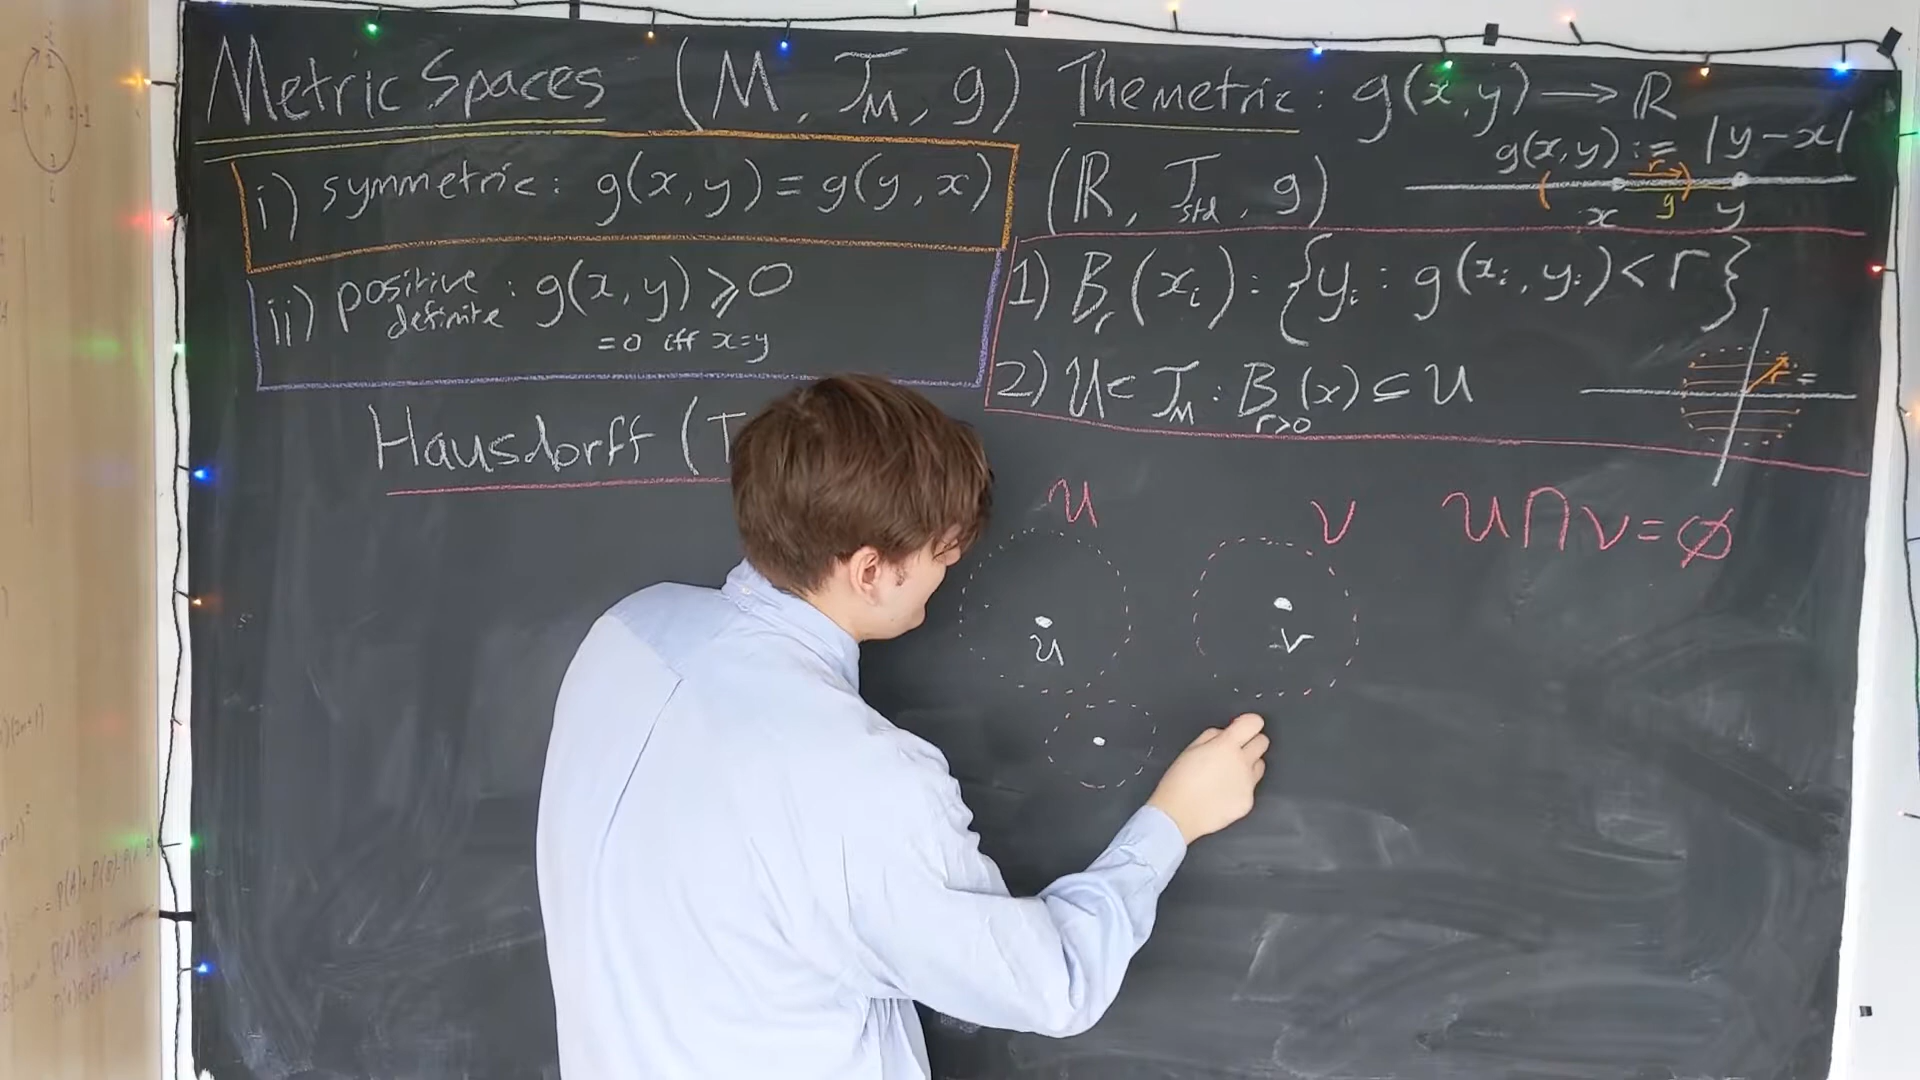 Metric Spaces (M, J_M, g)
The metric: g(x,y) → ℝ
g(x,y) := |y-x|
i) symmetric: g(x,y) = g(y,x)
(ℝ, J_std, g)
r
g
x y
ii) positive definite: g(x,y) ⩾ 0
= 0 iff x=y
1) B_r(x_i): {y_i : g(x_i, y_i) < r}
2) U ⊂ J_M : B_{r>0}(x) ⊆ U
r =
Hausdorff (T
U V U ∩ V = ∅
u v